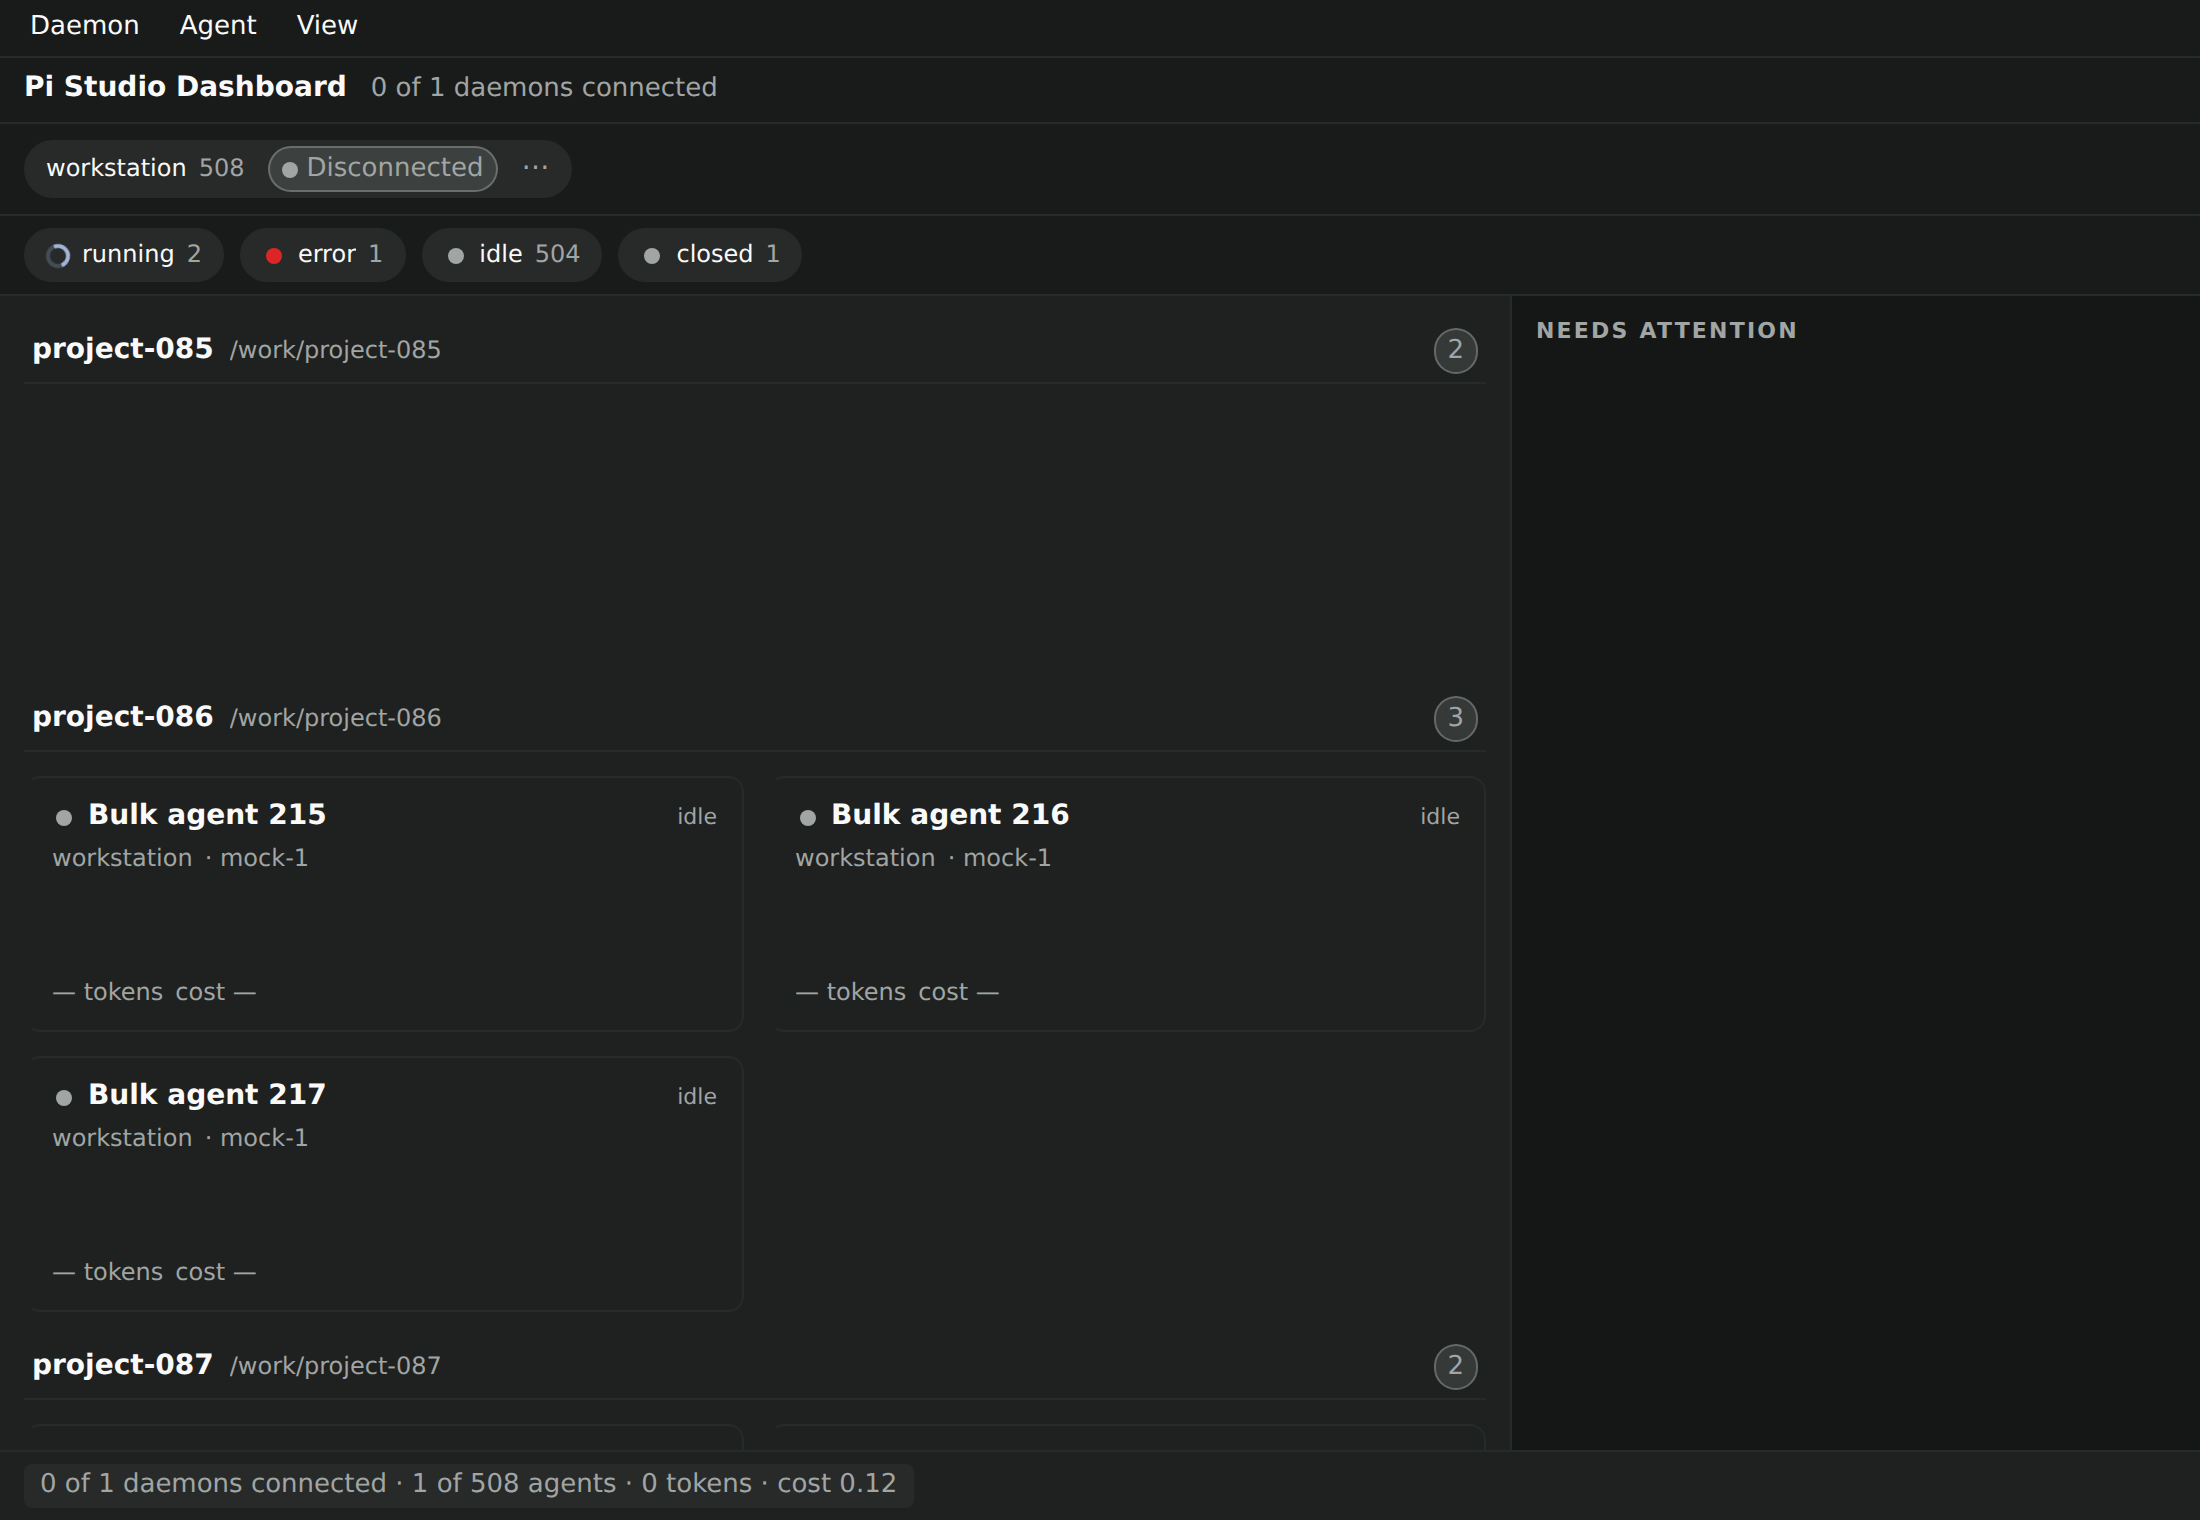 Daemon Agent View
Pi Studio Dashboard 0 of 1 daemons connected
workstation 508 Disconnected ···
running 2 error 1 idle 504 closed 1
project-085 /work/project-085 2
NEEDS ATTENTION
project-086 /work/project-086 3
Bulk agent 215 idle
workstation · mock-1
— tokens cost —
Bulk agent 216 idle
workstation · mock-1
— tokens cost —
Bulk agent 217 idle
workstation · mock-1
— tokens cost —
project-087 /work/project-087 2
0 of 1 daemons connected · 1 of 508 agents · 0 tokens · cost 0.12